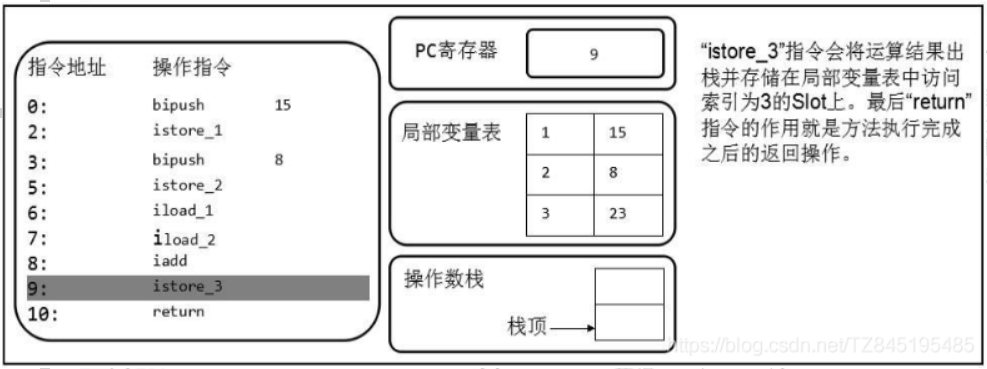 指令地址 操作指令
0: bipush 15
2: istore_1
3: bipush 8
5: istore_2
6: iload_1
7: iload_2
8: iadd
9: istore_3
10: return
PC寄存器 9
局部变量表 1 15
2 8
3 23
操作数栈
栈顶
“istore_3”指令会将运算结果出
栈并存储在局部变量表中访问
索引为3的Slot上。最后“return”
指令的作用就是方法执行完成
之后的返回操作。
https://blog.csdn.net/TZ845195485